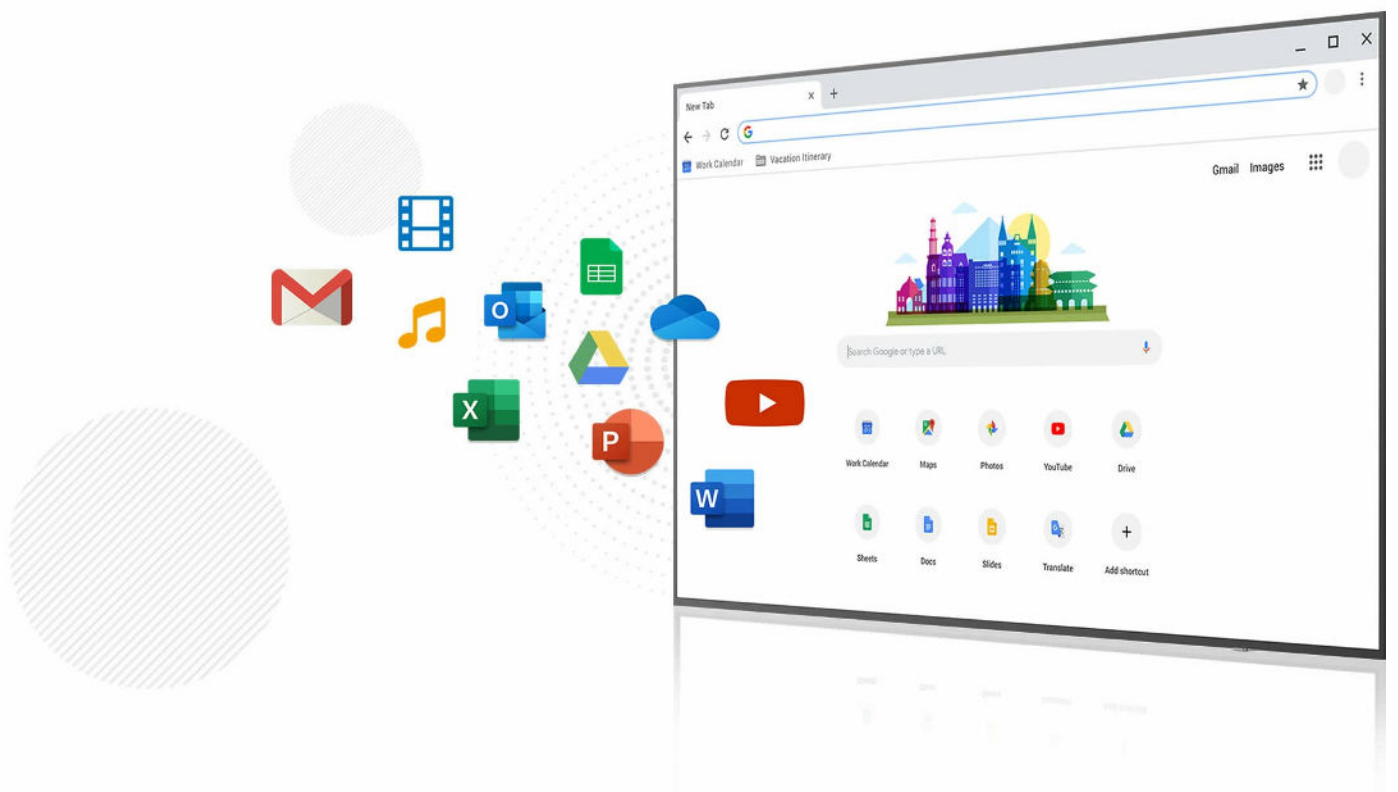 New Tab
Work Calendar
Vacation Itinerary
Gmail Images
O
X
P
W
Search Google or type a URL
Work Calendar Maps Photos YouTube Drive
Sheets Docs Slides Translate Add shortcut